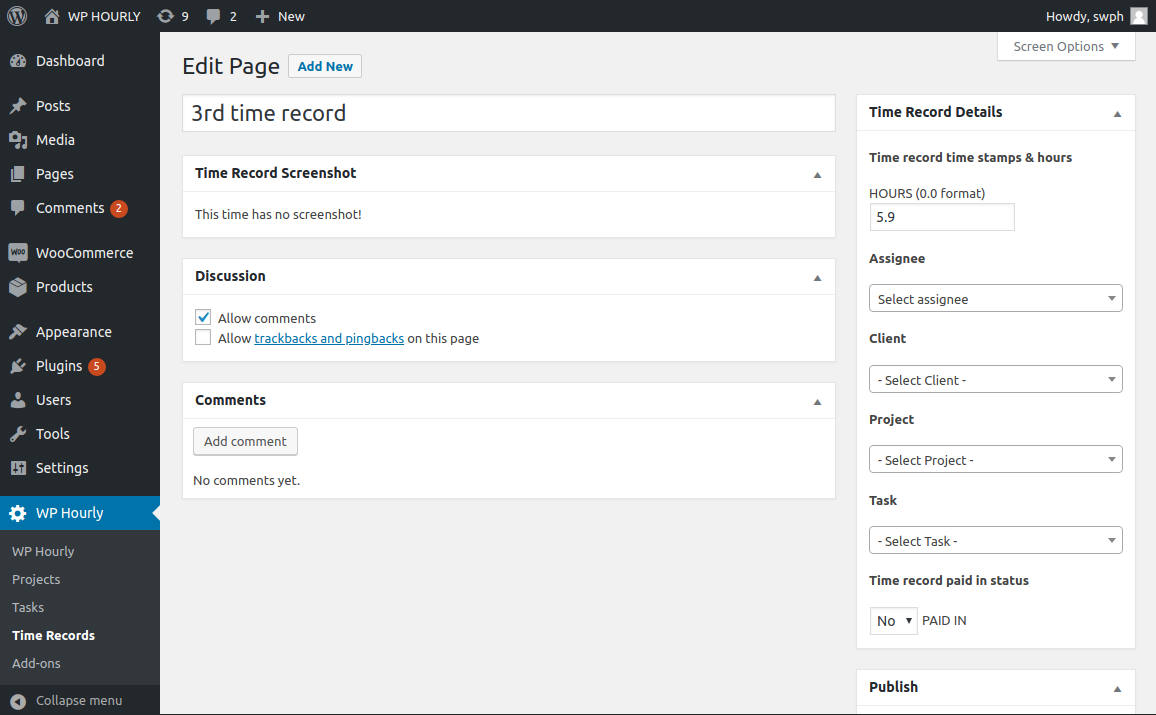 WP HOURLY 9 2 New Howdy, swph
Screen Options
Dashboard
Posts
Media
Pages
Comments 2
WOO WooCommerce
Products
Appearance
Plugins 5
Users
Tools
Settings
WP Hourly
WP Hourly
Projects
Tasks
Time Records
Add-ons
Collapse menu
Edit Page Add New
3rd time record
Time Record Screenshot
This time has no screenshot!
Discussion
Allow comments
Allow trackbacks and pingbacks on this page
Comments
Add comment
No comments yet.
Time Record Details
Time record time stamps & hours
HOURS (0.0 format)
5.9
Assignee
Select assignee
Client
- Select Client -
Project
- Select Project -
Task
- Select Task -
Time record paid in status
No PAID IN
Publish